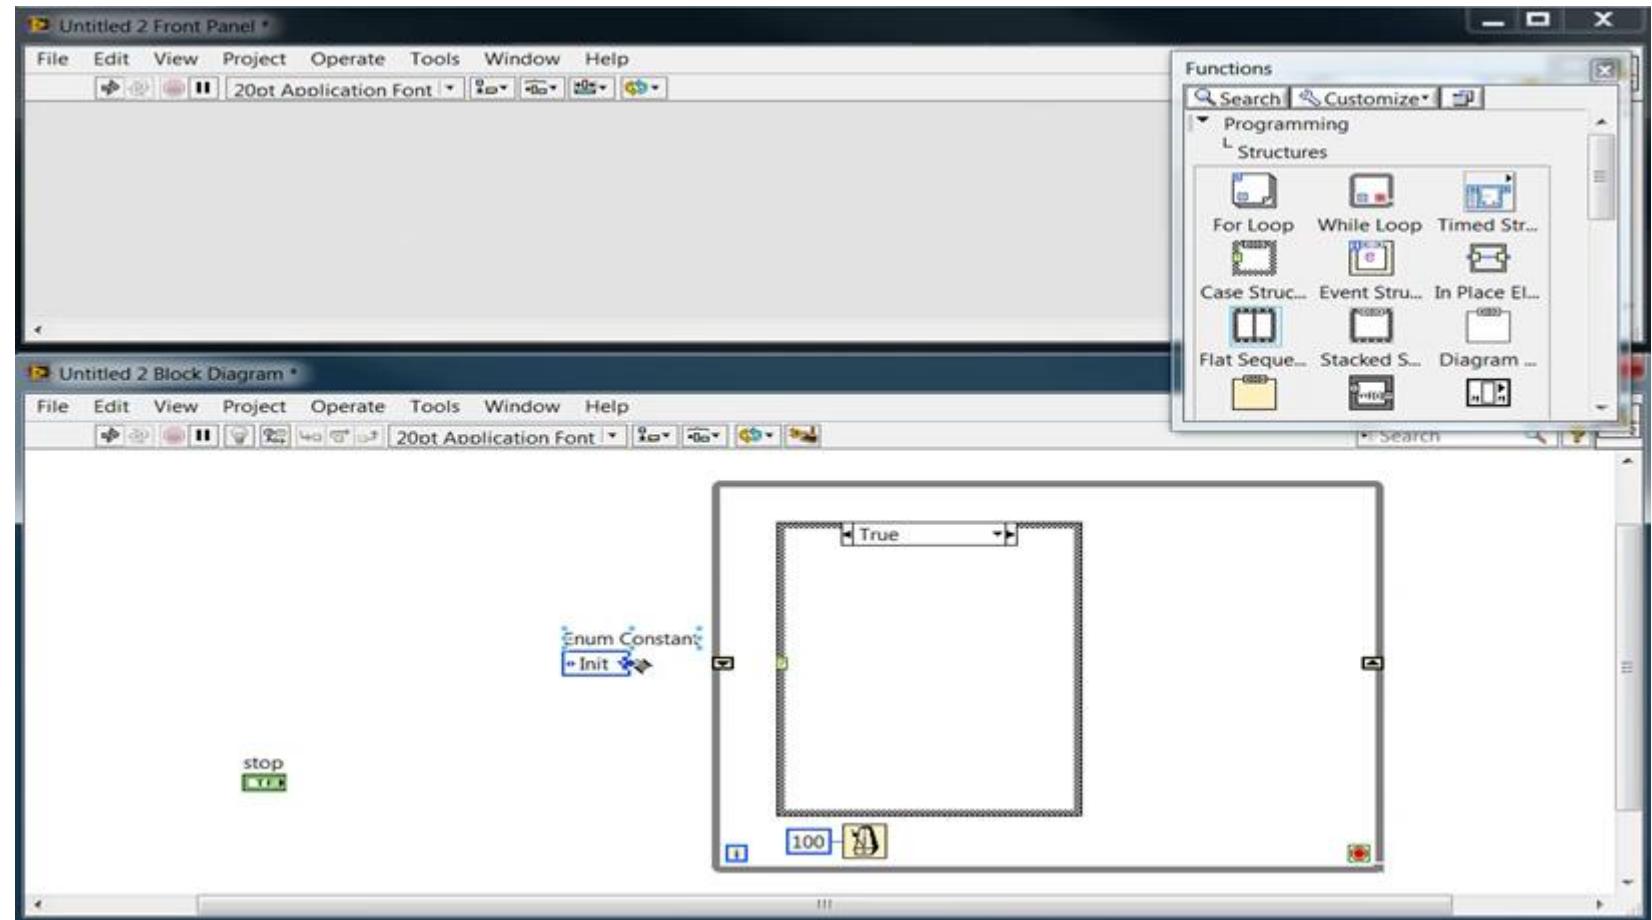 Untitled 2 Front Panel *
File Edit View Project Operate Tools Window Help
20pt Application Font
Functions
Search Customize
Programming
Structures
For Loop While Loop Timed Str...
Case Struc... Event Stru... In Place El...
Flat Seque... Stacked S... Diagram ...
Untitled 2 Block Diagram *
File Edit View Project Operate Tools Window Help
20pt Application Font
Search
True
Enum Constant
Init
stop
TF
100
i